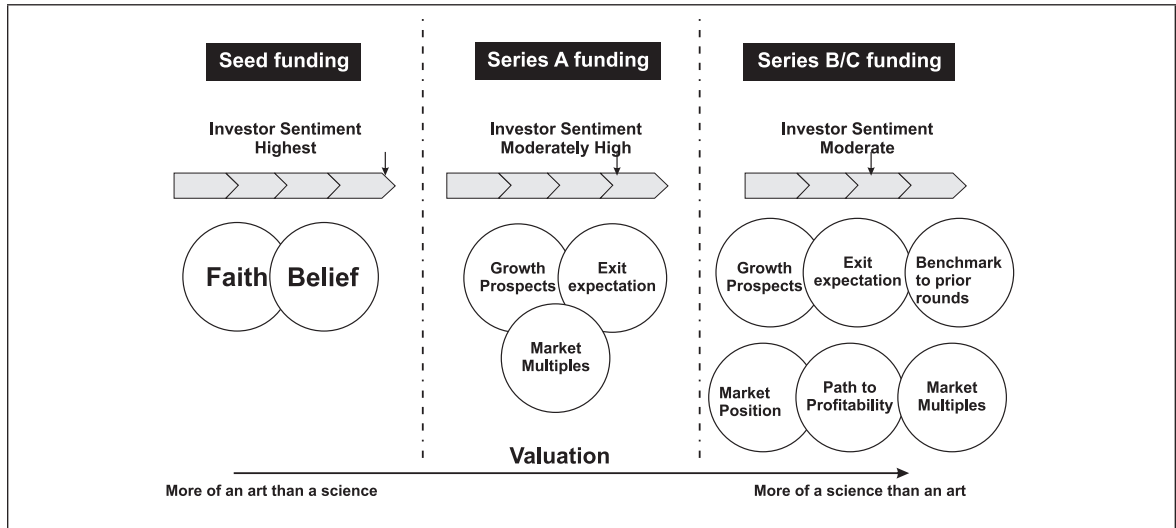 Seed funding
Investor Sentiment
Highest
Faith
Belief
Series A funding
Investor Sentiment
Moderately High
Growth
Prospects
Exit
expectation
Market
Multiples
Series B/C funding
Investor Sentiment
Moderate
Growth
Prospects
Exit
expectation
Benchmark
to prior
rounds
Market
Position
Path to
Profitability
Market
Multiples
Valuation
More of an art than a science
More of a science than an art